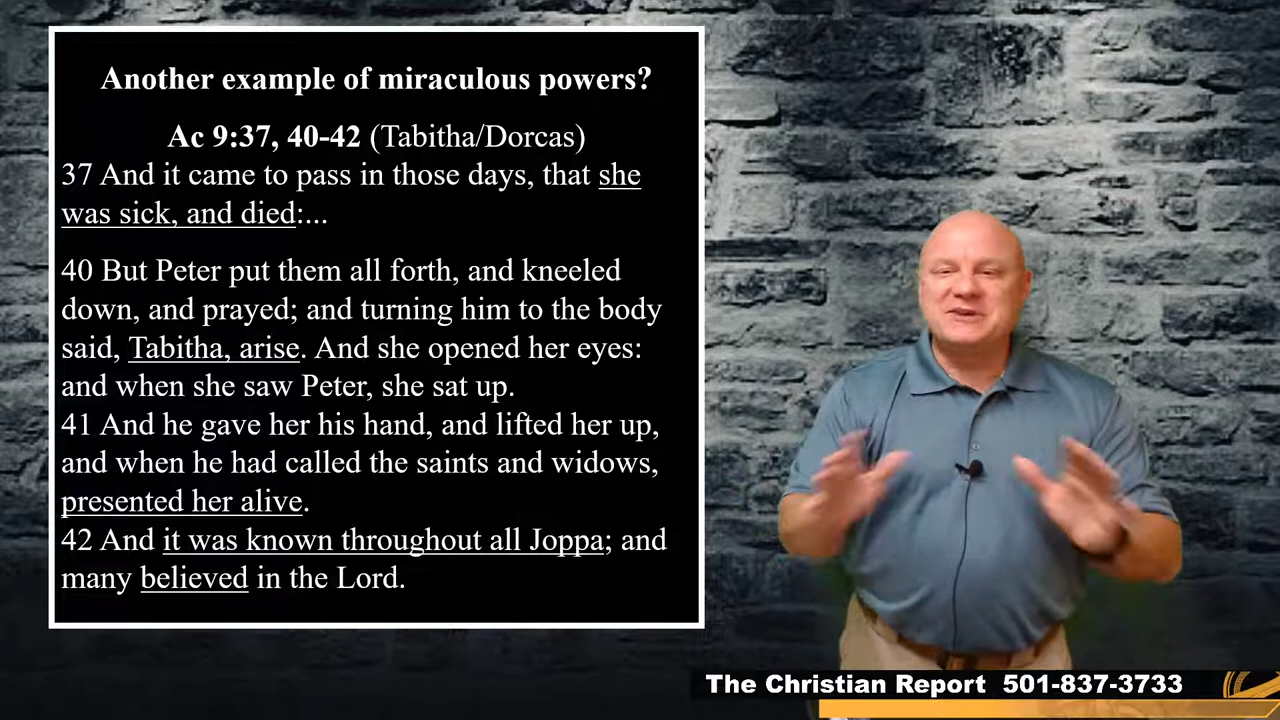 Another example of miraculous powers?
Ac 9:37, 40-42 (Tabitha/Dorcas)
37 And it came to pass in those days, that she
was sick, and died:...
40 But Peter put them all forth, and kneeled
down, and prayed; and turning him to the body
said, Tabitha, arise. And she opened her eyes:
and when she saw Peter, she sat up.
41 And he gave her his hand, and lifted her up,
and when he had called the saints and widows,
presented her alive.
42 And it was known throughout all Joppa; and
many believed in the Lord.
The Christian Report 501-837-3733